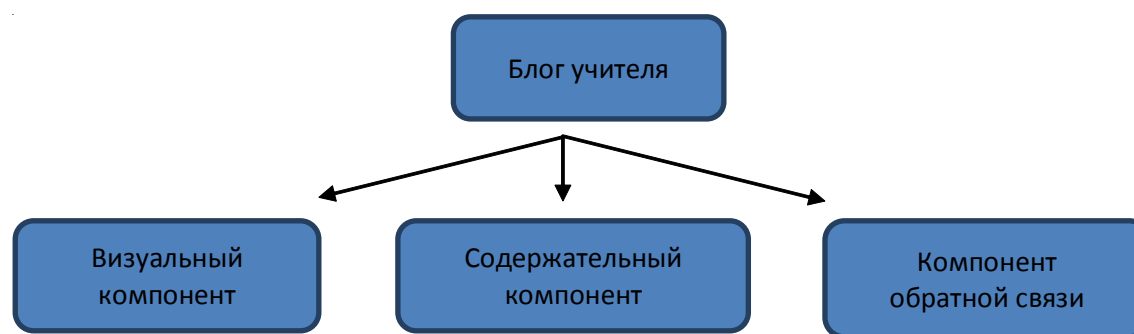 Блог учителя
Визуальный
компонент
Содержательный
компонент
Компонент
обратной связи